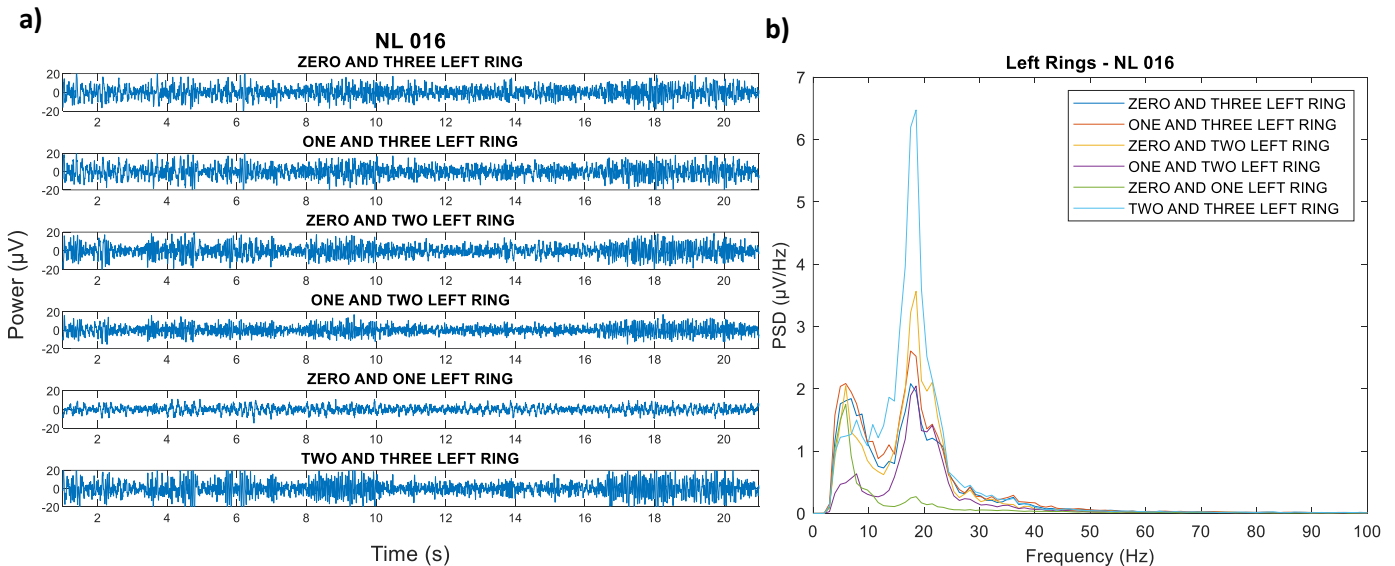 a)
NL 016
ZERO AND THREE LEFT RING
20
0
-20
2 4 6 8 10 12 14 16 18 20
ONE AND THREE LEFT RING
20
0
-20
2 4 6 8 10 12 14 16 18 20
ZERO AND TWO LEFT RING
20
0
-20
2 4 6 8 10 12 14 16 18 20
ONE AND TWO LEFT RING
20
0
-20
2 4 6 8 10 12 14 16 18 20
ZERO AND ONE LEFT RING
20
0
-20
2 4 6 8 10 12 14 16 18 20
TWO AND THREE LEFT RING
20
0
-20
2 4 6 8 10 12 14 16 18 20
Power (µV)
Time (s)
b)
Left Rings - NL 016
7
6
5
4
3
2
1
0
PSD (µV/Hz)
ZERO AND THREE LEFT RING
ONE AND THREE LEFT RING
ZERO AND TWO LEFT RING
ONE AND TWO LEFT RING
ZERO AND ONE LEFT RING
TWO AND THREE LEFT RING
0 10 20 30 40 50 60 70 80 90 100
Frequency (Hz)